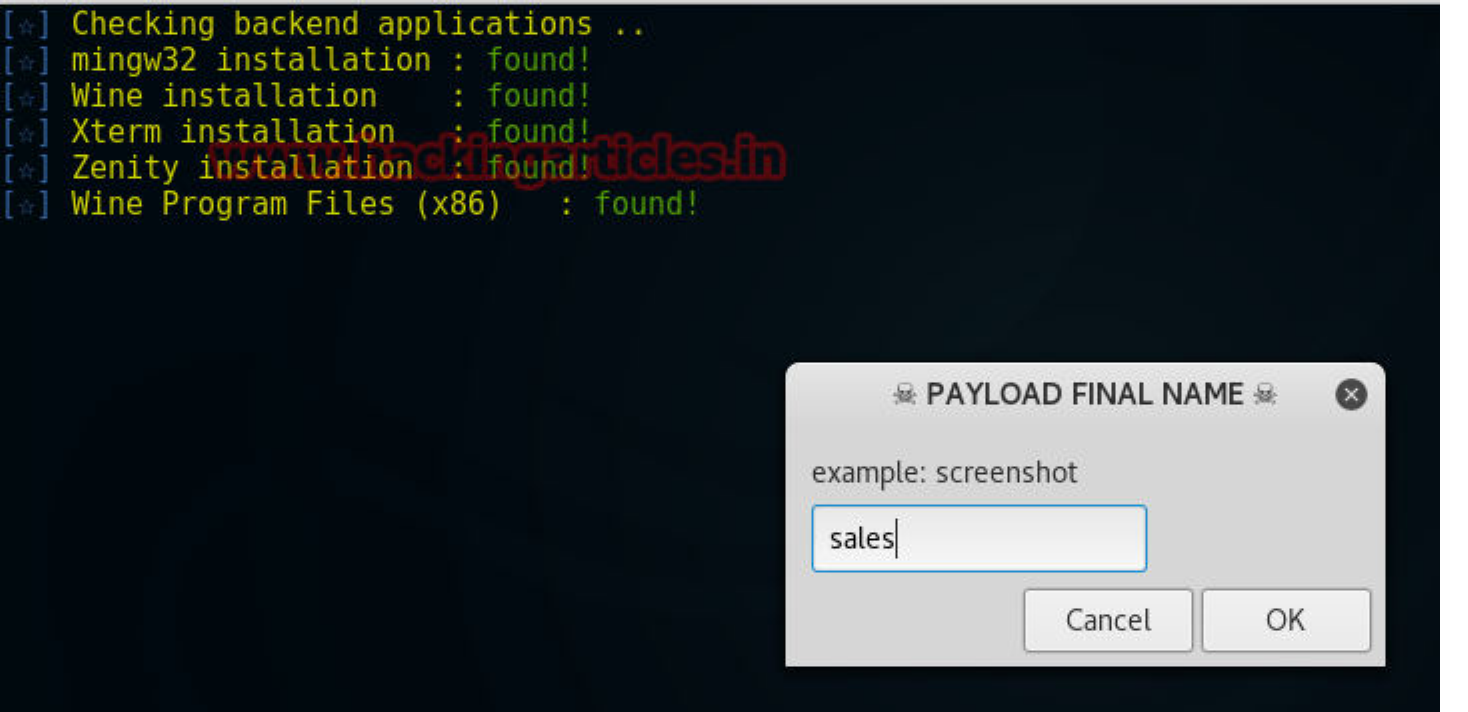 [☆] Checking backend applications ..
[☆] mingw32 installation : found!
[☆] Wine installation    : found!
[☆] Xterm installation   : found!
www.hackingarticles.in
[☆] Zenity installation  : found!
[☆] Wine Program Files (x86)   : found!
☠ PAYLOAD FINAL NAME ☠
example: screenshot
sales
Cancel
OK